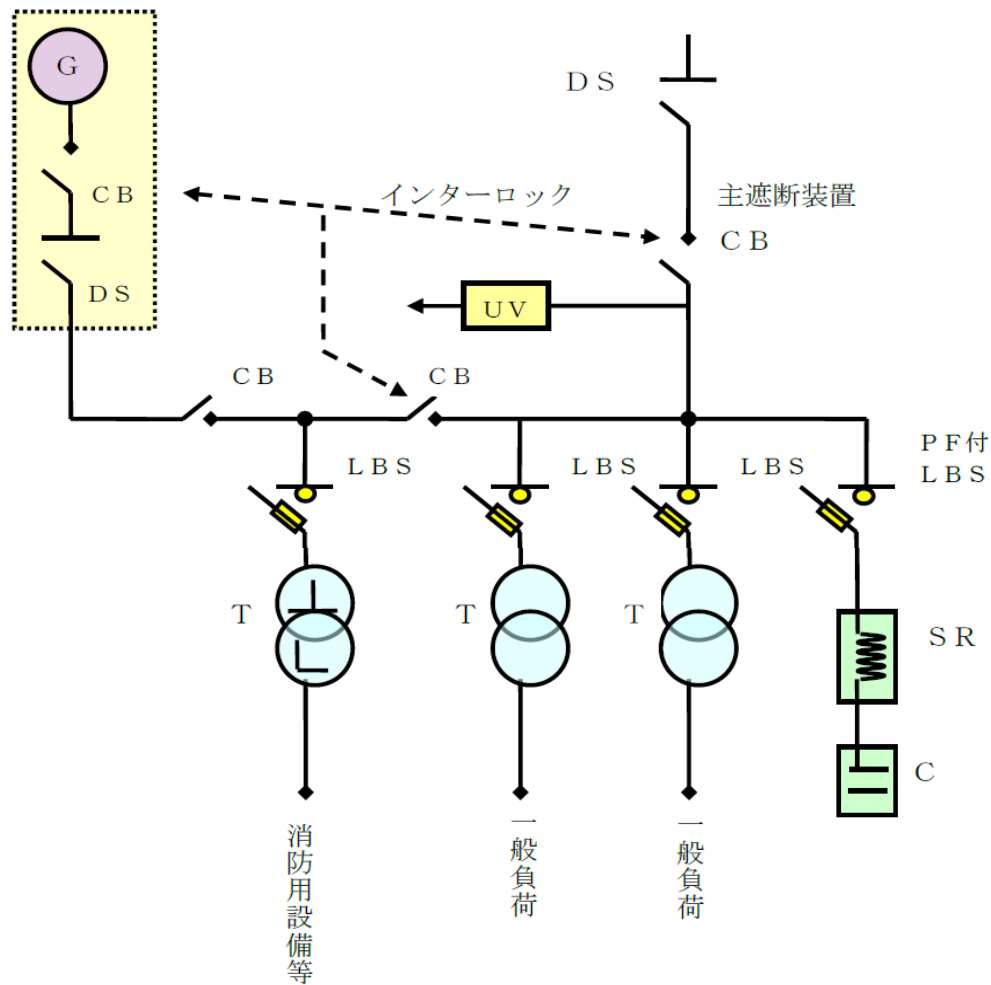 G
ＤＳ
ＣＢ
インターロック
主遮断装置
ＣＢ
ＤＳ
ＵＶ
ＣＢ
ＣＢ
ＬＢＳ
ＬＢＳ
ＬＢＳ
ＰＦ付
ＬＢＳ
Ｔ
Ｔ
Ｔ
ＳＲ
Ｃ
消防用設備等
一般負荷
一般負荷